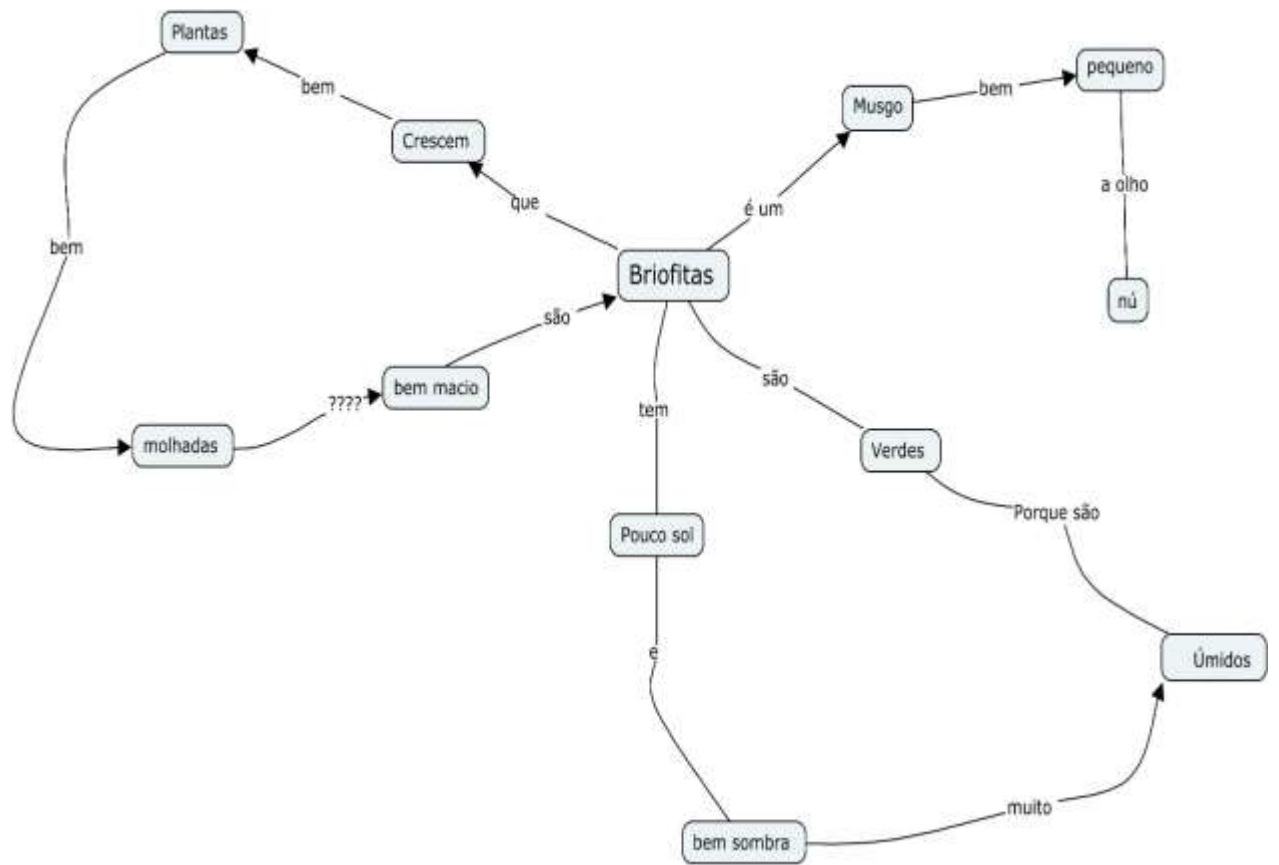 Plantas
bem
Crescem
que
Musgo
bem
pequeno
a olho
nú
é um
Briofitas
bem
molhadas
????
bem macio
são
tem
Pouco sol
e
bem sombra
muito
são
Verdes
Porque são
Úmidos